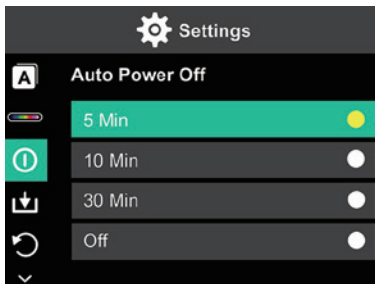 Settings
A
Auto Power Off
5 Min
10 Min
30 Min
Off